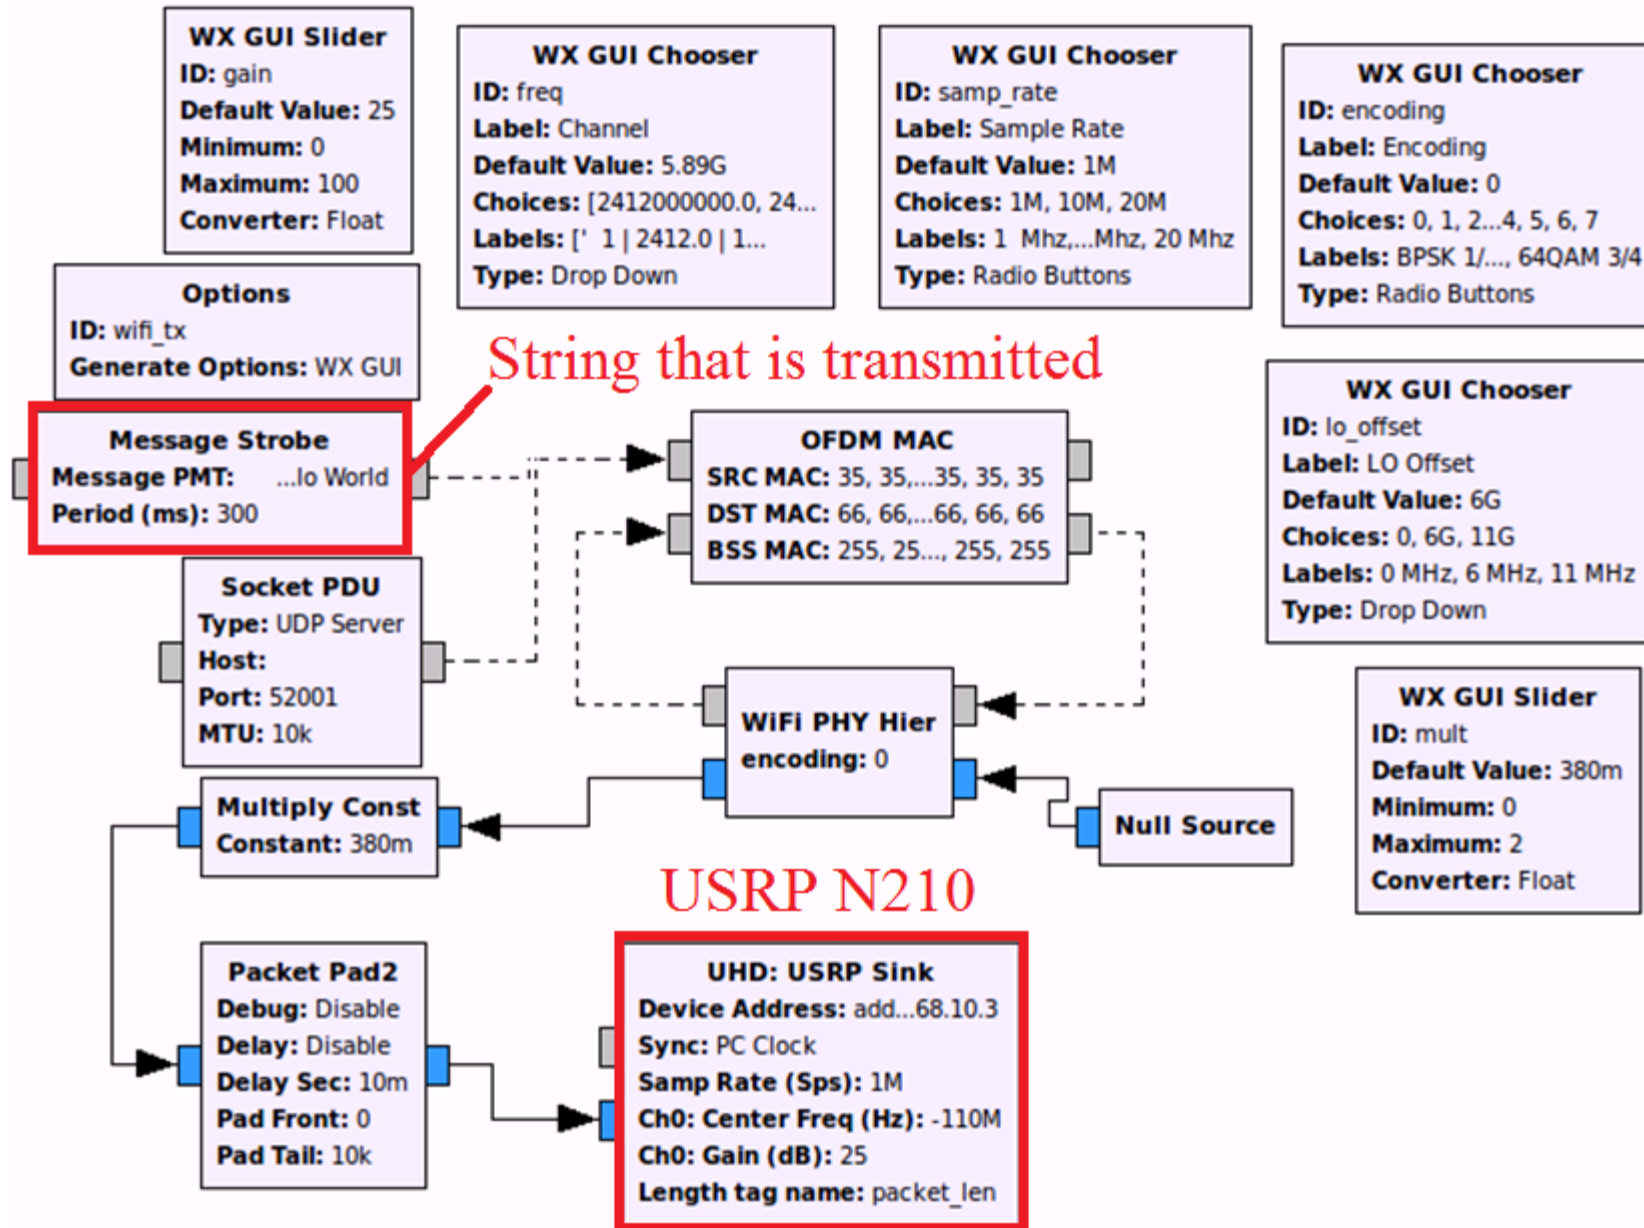 WX GUI Slider
ID: gain
Default Value: 25
Minimum: 0
Maximum: 100
Converter: Float
WX GUI Chooser
ID: freq
Label: Channel
Default Value: 5.89G
Choices: [2412000000.0, 24...
Labels: [' 1 | 2412.0 | 1...
Type: Drop Down
WX GUI Chooser
ID: samp_rate
Label: Sample Rate
Default Value: 1M
Choices: 1M, 10M, 20M
Labels: 1 Mhz,...Mhz, 20 Mhz
Type: Radio Buttons
WX GUI Chooser
ID: encoding
Label: Encoding
Default Value: 0
Choices: 0, 1, 2...4, 5, 6, 7
Labels: BPSK 1/..., 64QAM 3/4
Type: Radio Buttons
Options
ID: wifi_tx
Generate Options: WX GUI
String that is transmitted
Message Strobe
Message PMT: ...lo World
Period (ms): 300
OFDM MAC
SRC MAC: 35, 35,...35, 35, 35
DST MAC: 66, 66,...66, 66, 66
BSS MAC: 255, 25..., 255, 255
WX GUI Chooser
ID: lo_offset
Label: LO Offset
Default Value: 6G
Choices: 0, 6G, 11G
Labels: 0 MHz, 6 MHz, 11 MHz
Type: Drop Down
Socket PDU
Type: UDP Server
Host:
Port: 52001
MTU: 10k
WiFi PHY Hier
encoding: 0
WX GUI Slider
ID: mult
Default Value: 380m
Minimum: 0
Maximum: 2
Converter: Float
Multiply Const
Constant: 380m
Null Source
USRP N210
Packet Pad2
Debug: Disable
Delay: Disable
Delay Sec: 10m
Pad Front: 0
Pad Tail: 10k
UHD: USRP Sink
Device Address: add...68.10.3
Sync: PC Clock
Samp Rate (Sps): 1M
Ch0: Center Freq (Hz): -110M
Ch0: Gain (dB): 25
Length tag name: packet_len